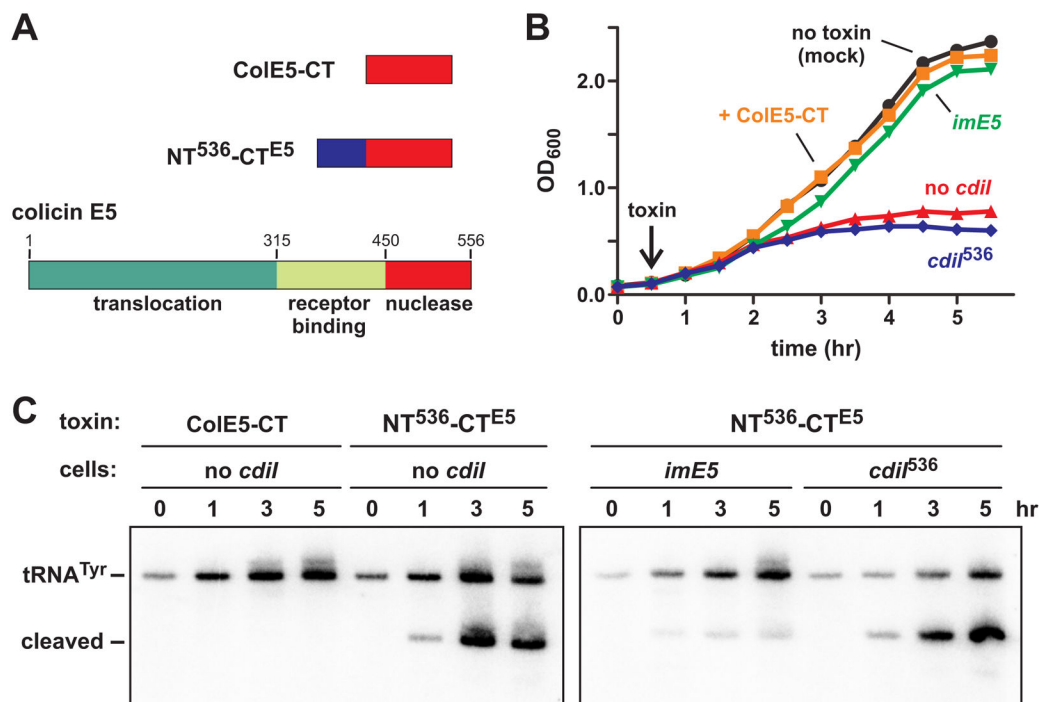 A
ColE5-CT
NT536-CTE5
colicin E5
1 315 450 556
translocation receptor binding nuclease
B
no toxin (mock)
+ ColE5-CT
imE5
no cdiI
cdiI536
toxin
OD600
2.0
1.0
0.0
0 1 2 3 4 5
time (hr)
C
toxin: ColE5-CT NT536-CTE5 NT536-CTE5
cells: no cdiI no cdiI imE5 cdiI536
0 1 3 5 0 1 3 5 0 1 3 5 0 1 3 5 hr
tRNATyr
cleaved